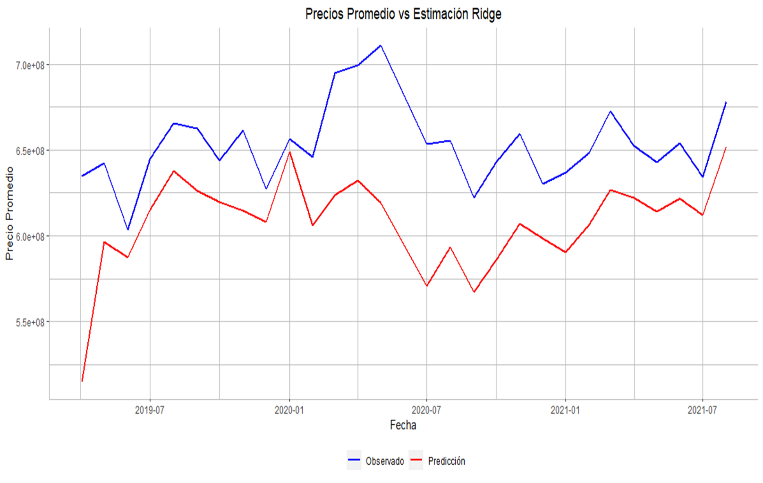 Precios Promedio vs Estimación Ridge
Precio Promedio
7.0e+08
6.5e+08
6.0e+08
5.5e+08
2019-07 2020-01 2020-07 2021-01 2021-07
Fecha
Observado Predicción